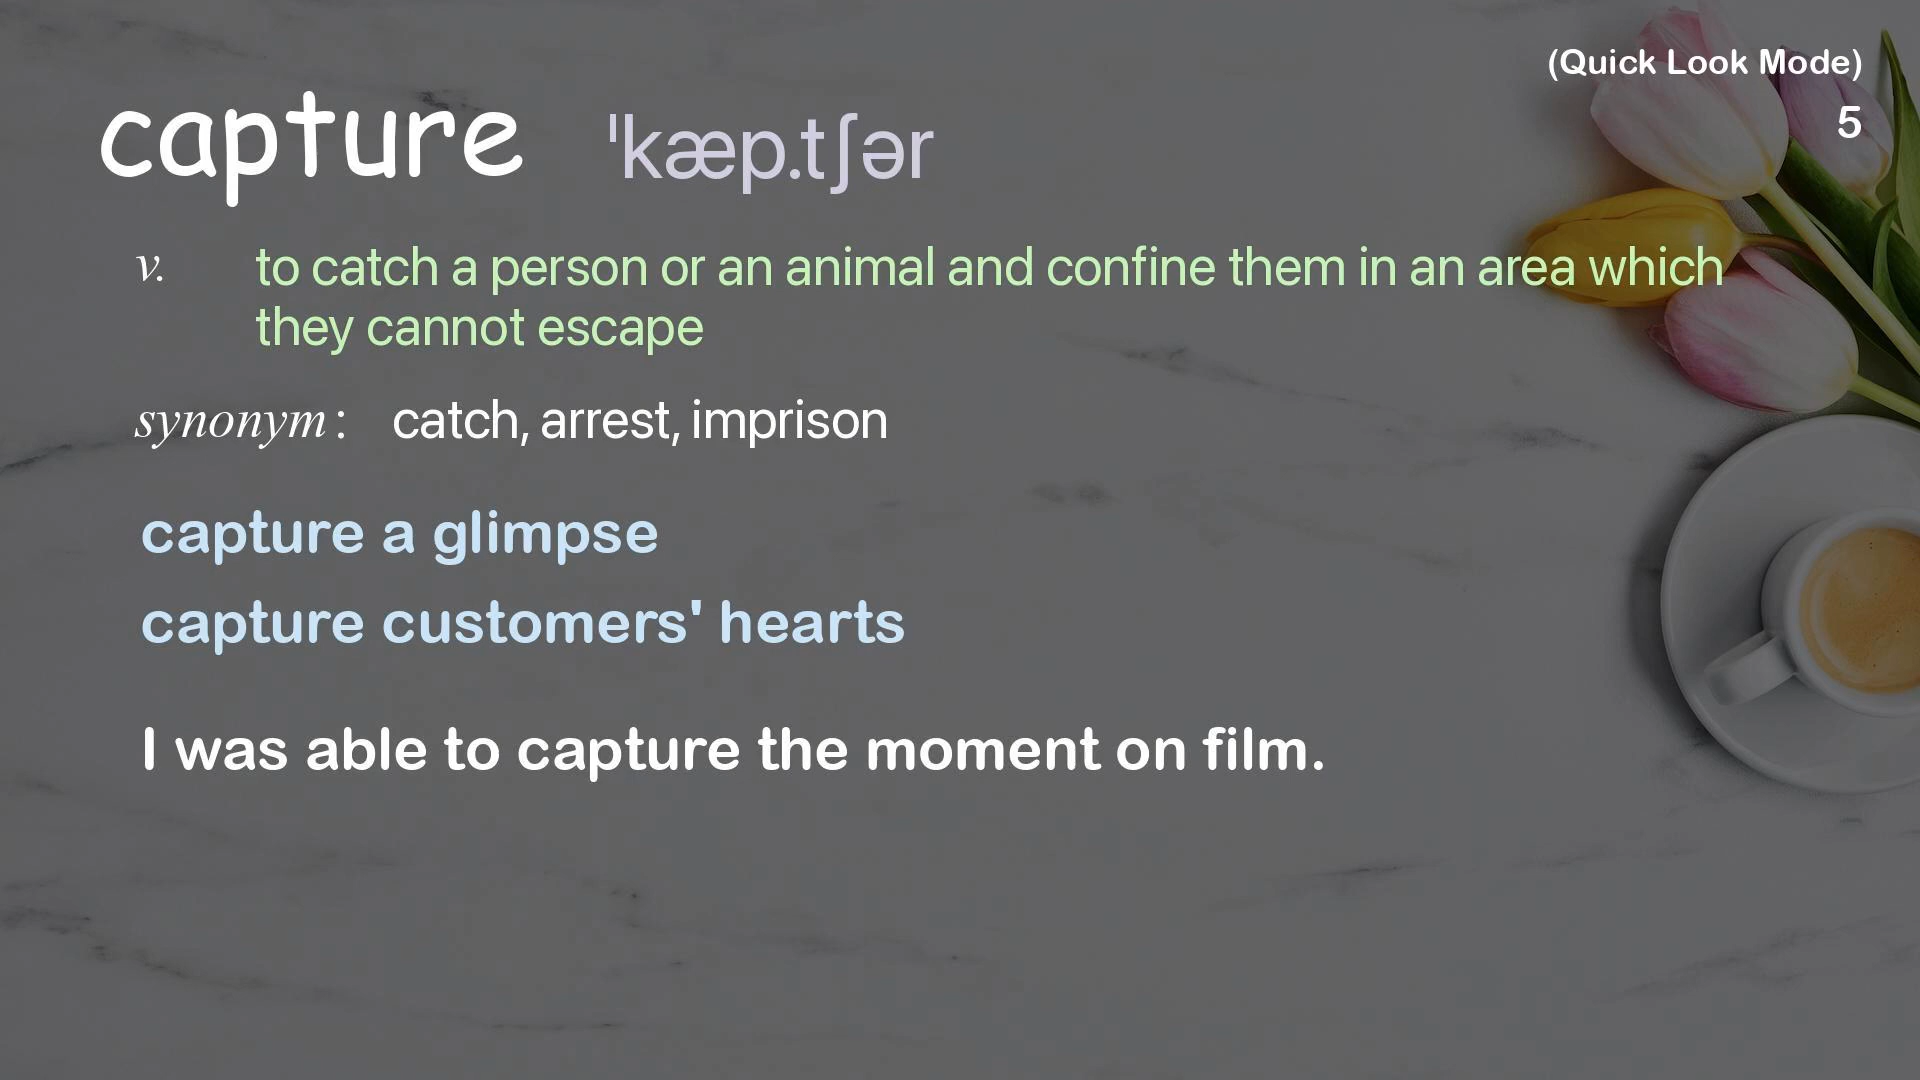 (Quick Look Mode)
5
capture ˈkæp.tʃər
v. to catch a person or an animal and confine them in an area which
they cannot escape
synonym: catch, arrest, imprison
capture a glimpse
capture customers' hearts
I was able to capture the moment on film.